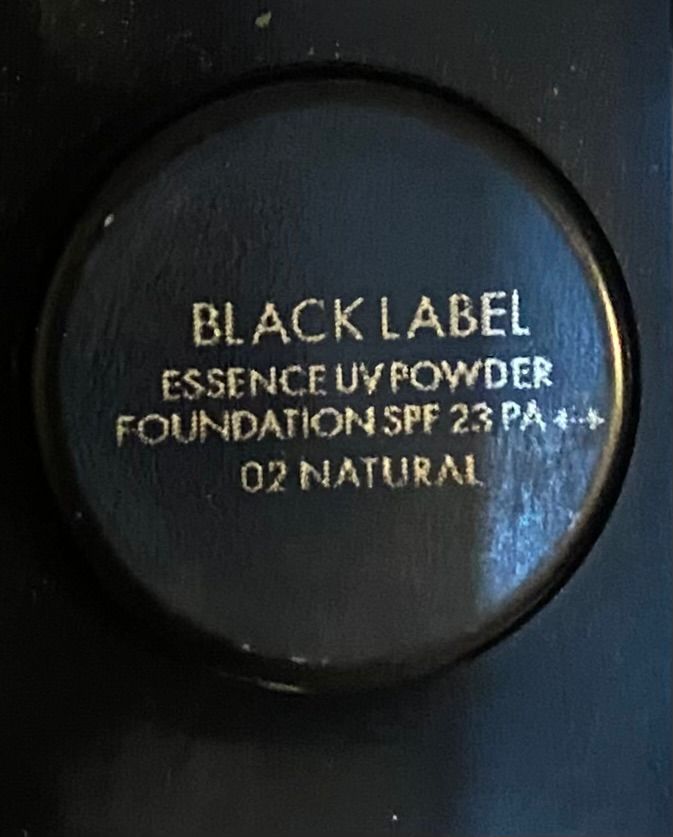 BLACK LABEL
ESSENCE UV POWDER
FOUNDATION SPF 23 PA ++
02 NATURAL